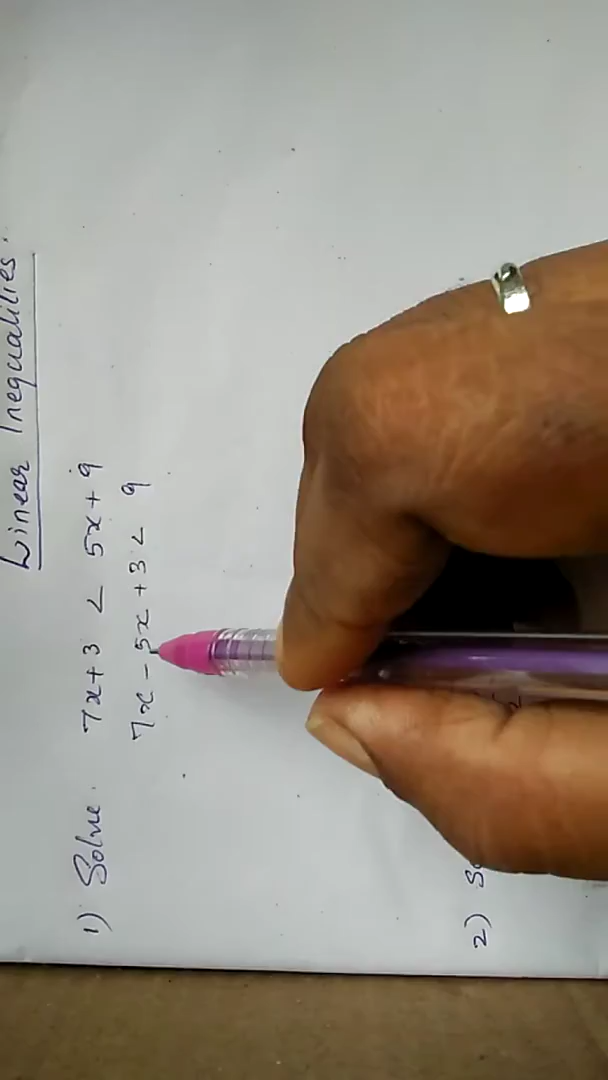 Linear Inequalities.
1) Solve. 7x+3 < 5x+9
7x - 5x +3 < 9
2)